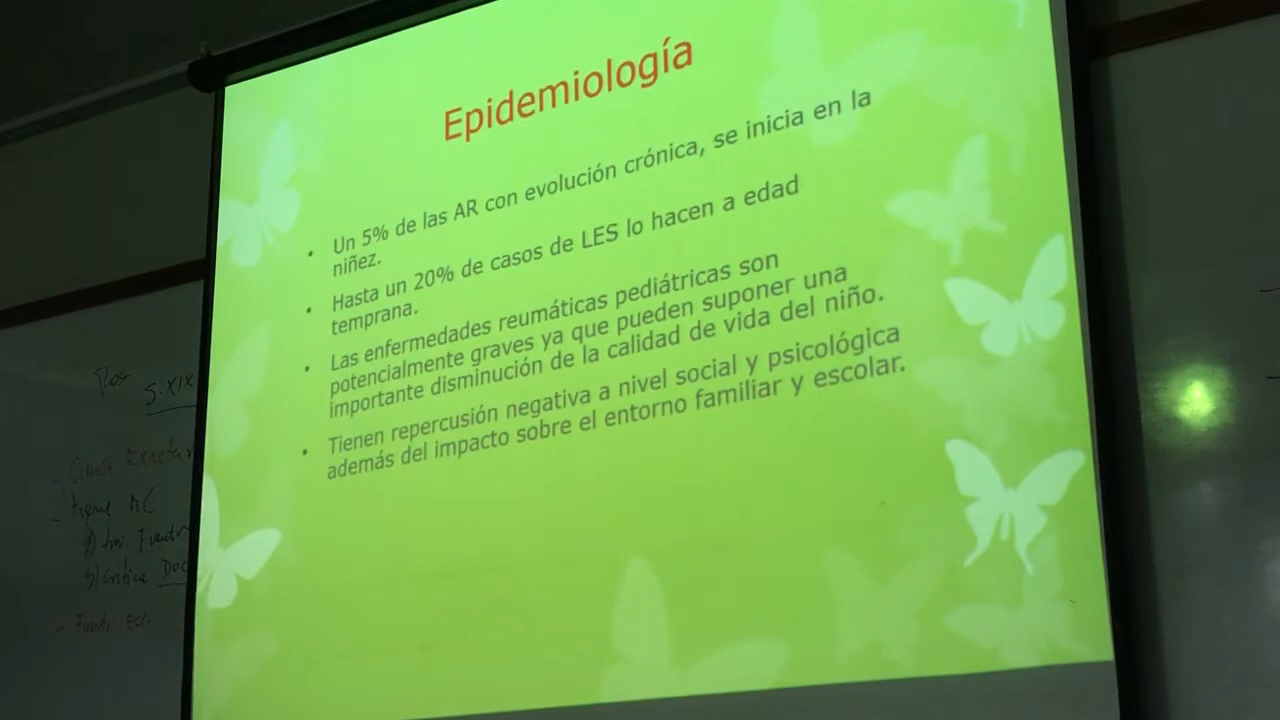 Epidemiología
• Un 5% de las AR con evolución crónica, se inicia en la
niñez.
• Hasta un 20% de casos de LES lo hacen a edad
temprana.
• Las enfermedades reumáticas pediátricas son
potencialmente graves ya que pueden suponer una
importante disminución de la calidad de vida del niño.
• Tienen repercusión negativa a nivel social y psicológica
además del impacto sobre el entorno familiar y escolar.
S. XIX